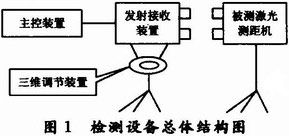 主控装置
发射接收
装置
被测激光
测距机
三维调节装置
图1 检测设备总体结构图